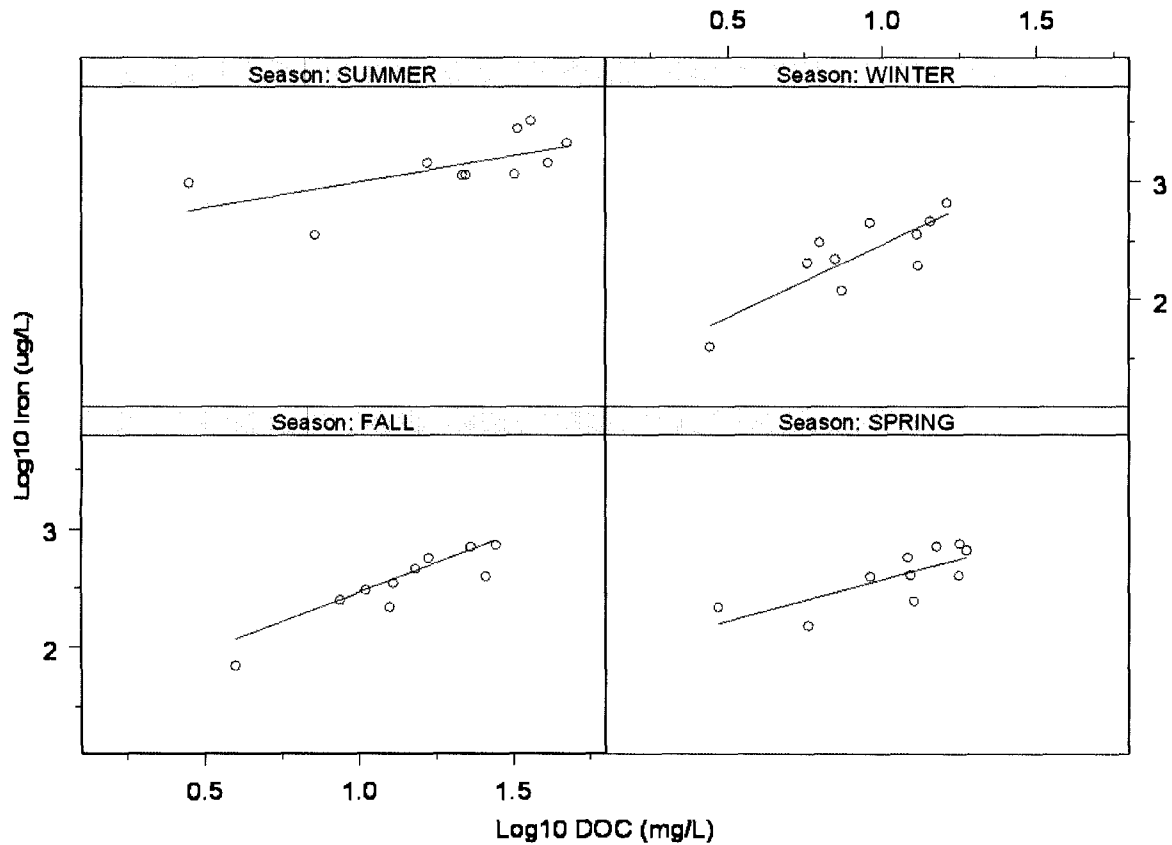 0.5 1.0 1.5
Season: SUMMER
Season: WINTER
3
2
Log10 Iron (ug/L)
Season: FALL
Season: SPRING
3
2
0.5 1.0 1.5
Log10 DOC (mg/L)